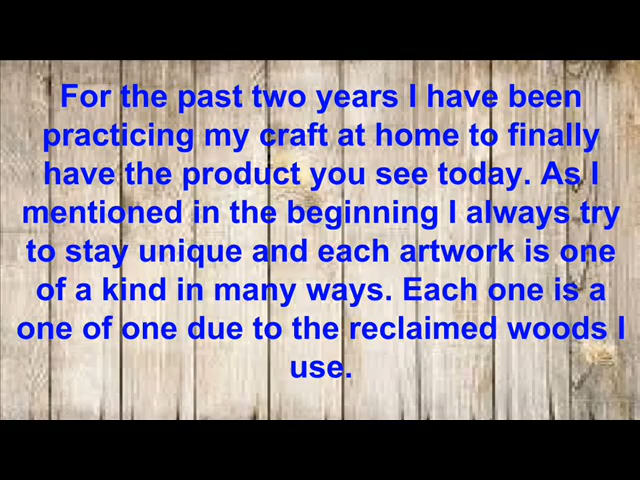 For the past two years I have been
practicing my craft at home to finally
have the product you see today. As I
mentioned in the beginning I always try
to stay unique and each artwork is one
of a kind in many ways. Each one is a
one of one due to the reclaimed woods I
use.